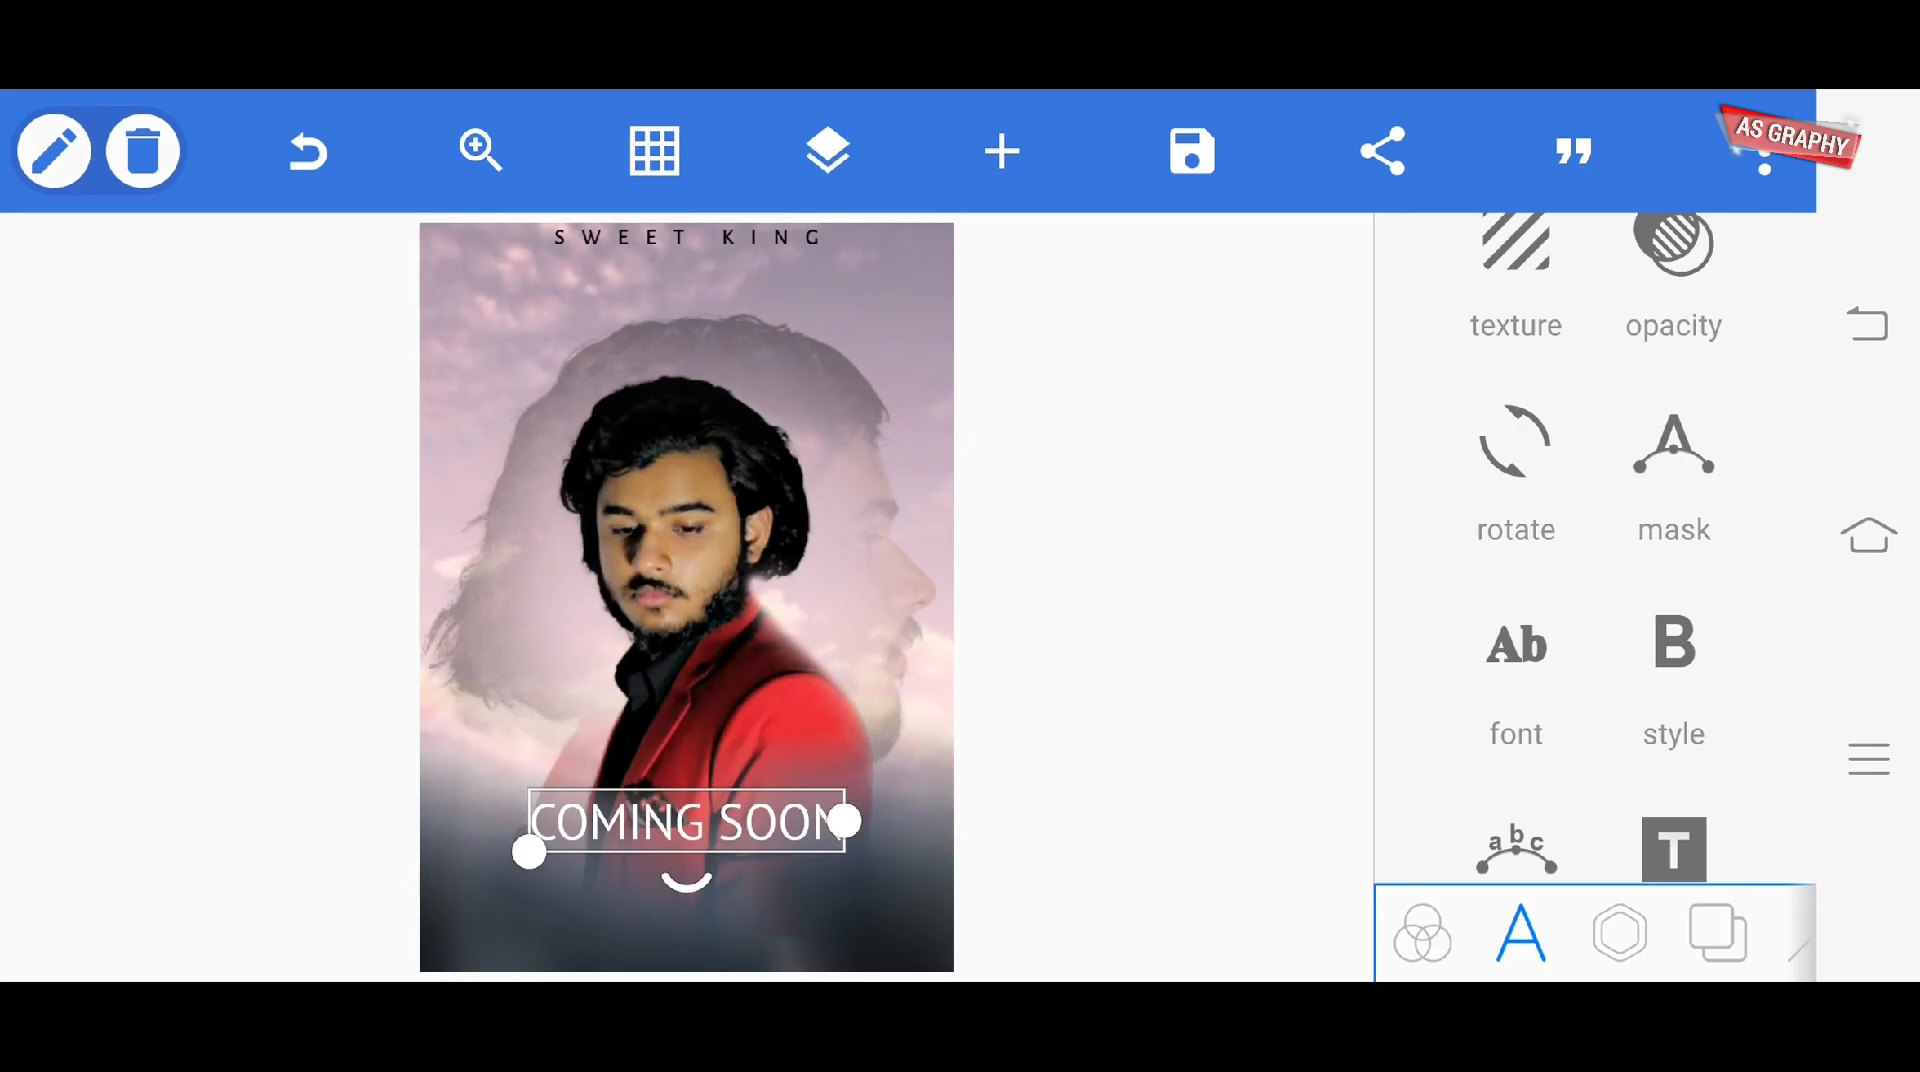 AS GRAPHY
SWEET KING
texture opacity
rotate mask
Ab B
font style
abc T
COMING SOON
A